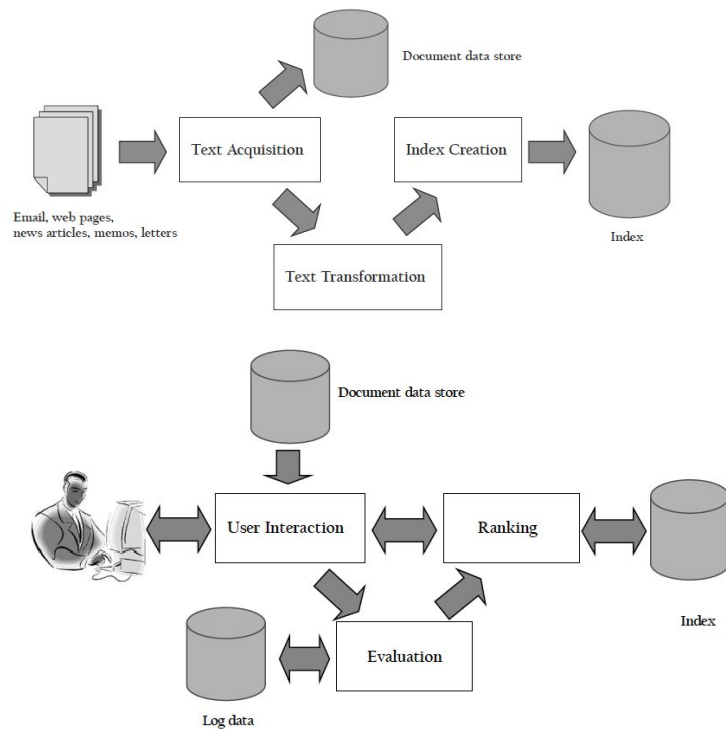 Document data store
Text Acquisition
Index Creation
Email, web pages,
news articles, memos, letters
Index
Text Transformation
Document data store
User Interaction
Ranking
Index
Evaluation
Log data